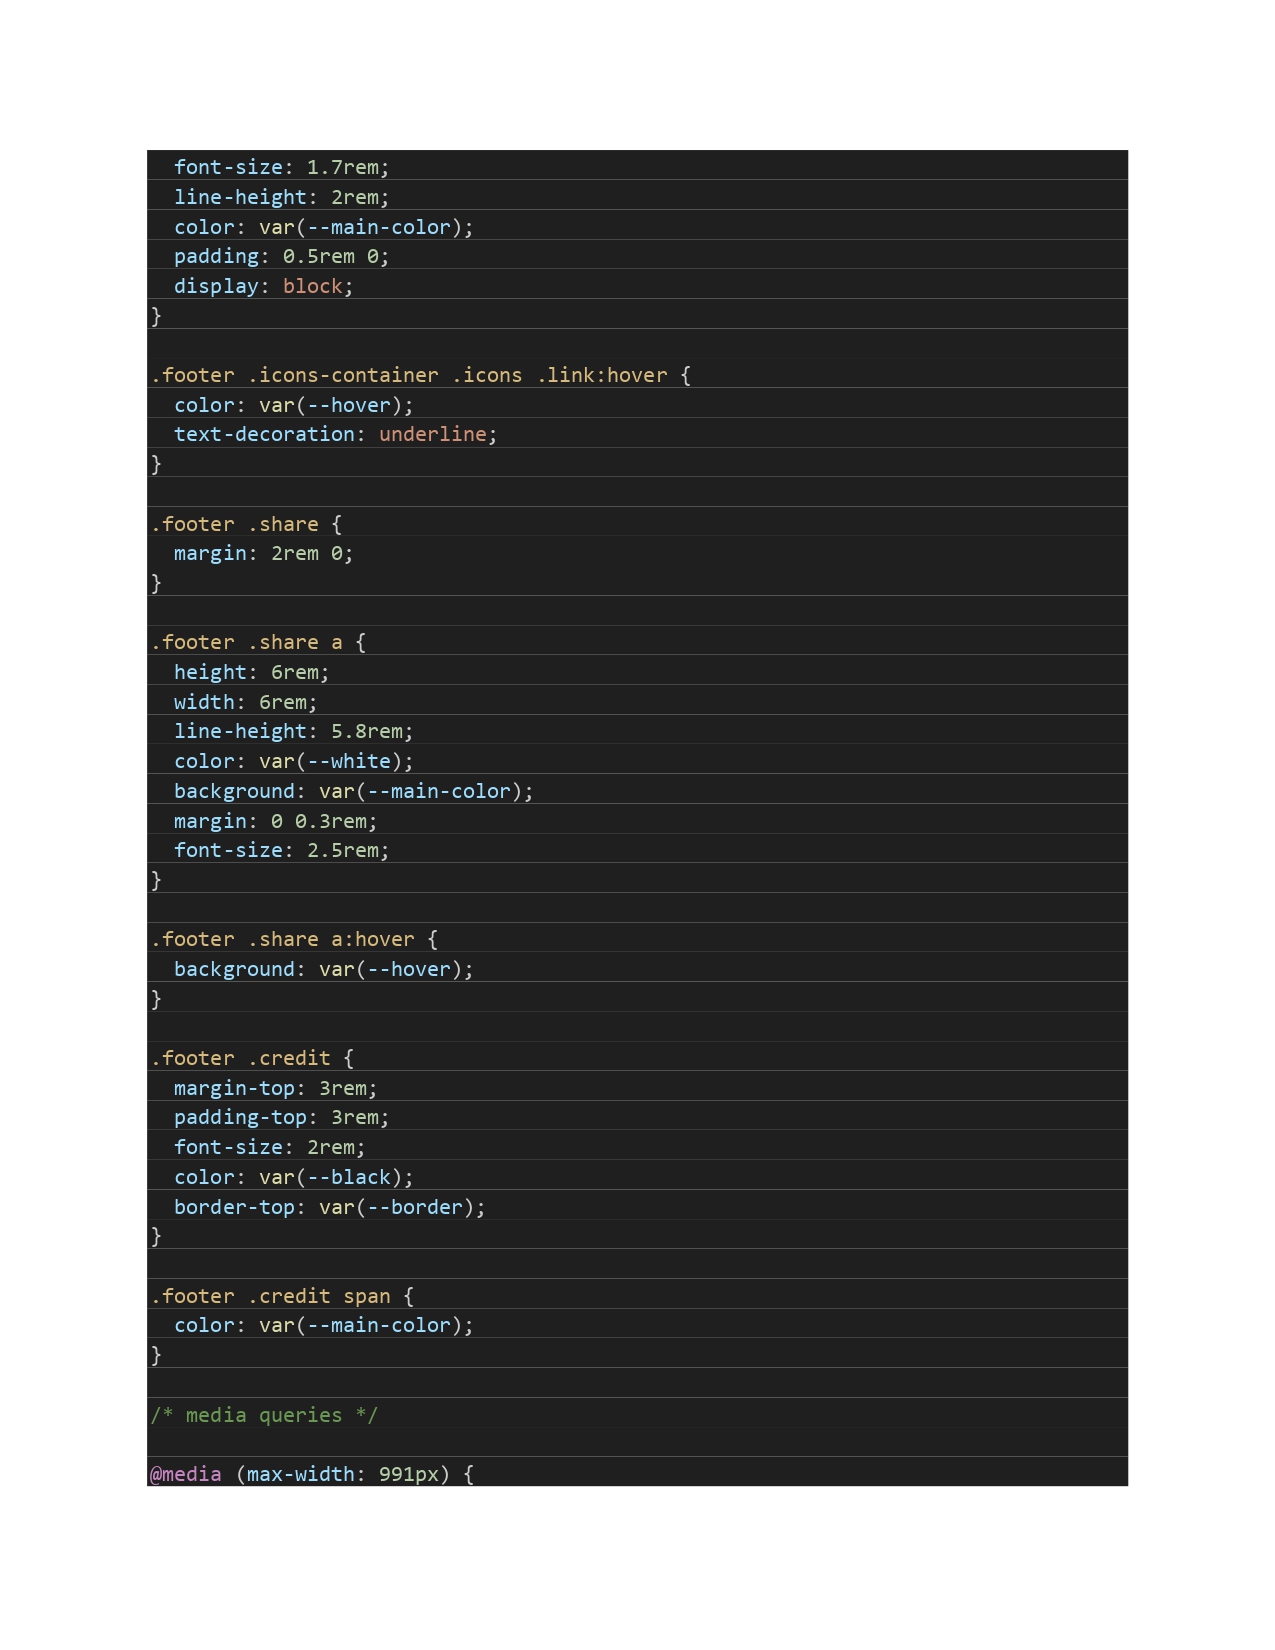 font-size: 1.7rem;
  line-height: 2rem;
  color: var(--main-color);
  padding: 0.5rem 0;
  display: block;
}

.footer .icons-container .icons .link:hover {
  color: var(--hover);
  text-decoration: underline;
}

.footer .share {
  margin: 2rem 0;
}

.footer .share a {
  height: 6rem;
  width: 6rem;
  line-height: 5.8rem;
  color: var(--white);
  background: var(--main-color);
  margin: 0 0.3rem;
  font-size: 2.5rem;
}

.footer .share a:hover {
  background: var(--hover);
}

.footer .credit {
  margin-top: 3rem;
  padding-top: 3rem;
  font-size: 2rem;
  color: var(--black);
  border-top: var(--border);
}

.footer .credit span {
  color: var(--main-color);
}

/* media queries */

@media (max-width: 991px) {